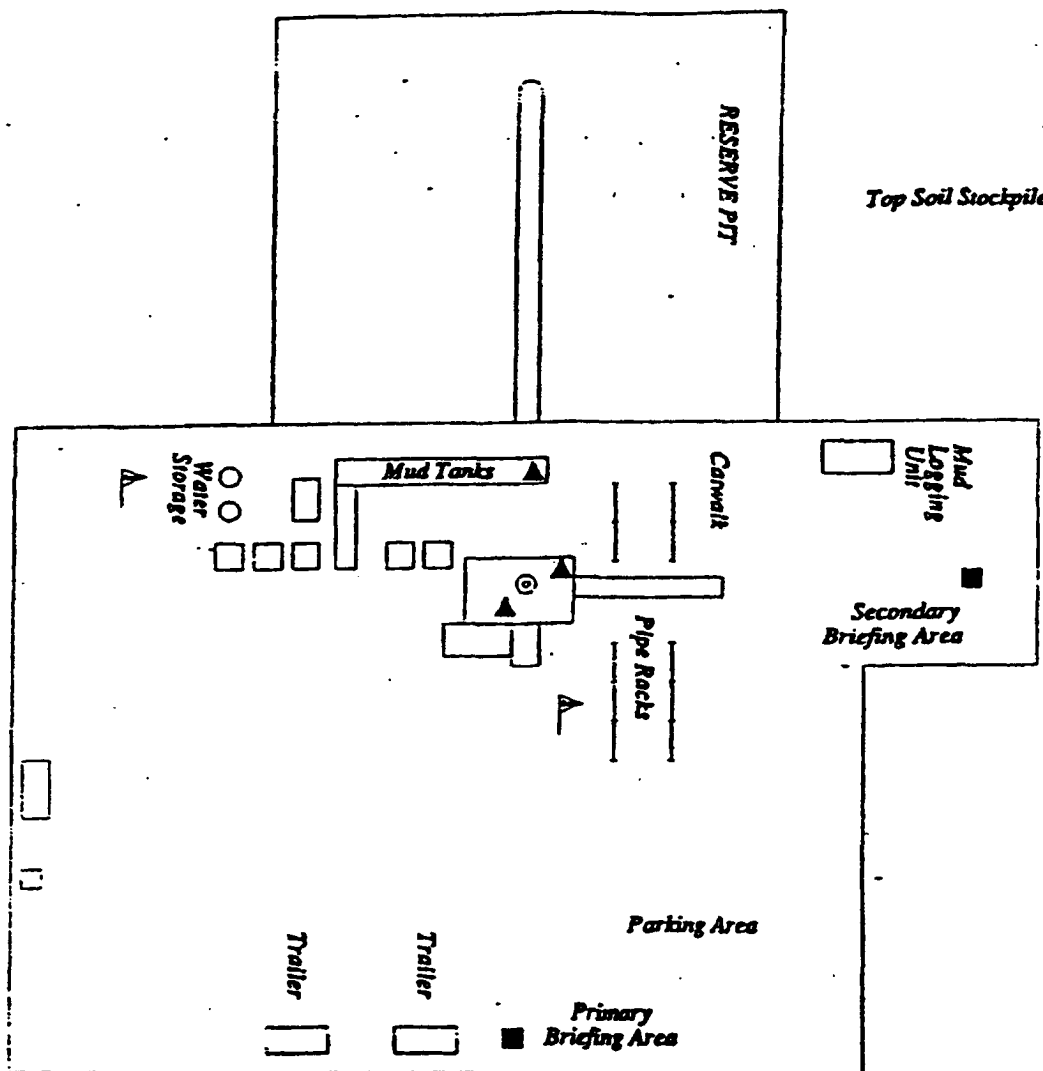 RESERVE PIT
Top Soil Stockpile
Mud Tanks
Water
Storage
Catwalk
Mud
Logging
Unit
Secondary
Briefing Area
Pipe Racks
Parking Area
Trailer
Trailer
Primary
Briefing Area